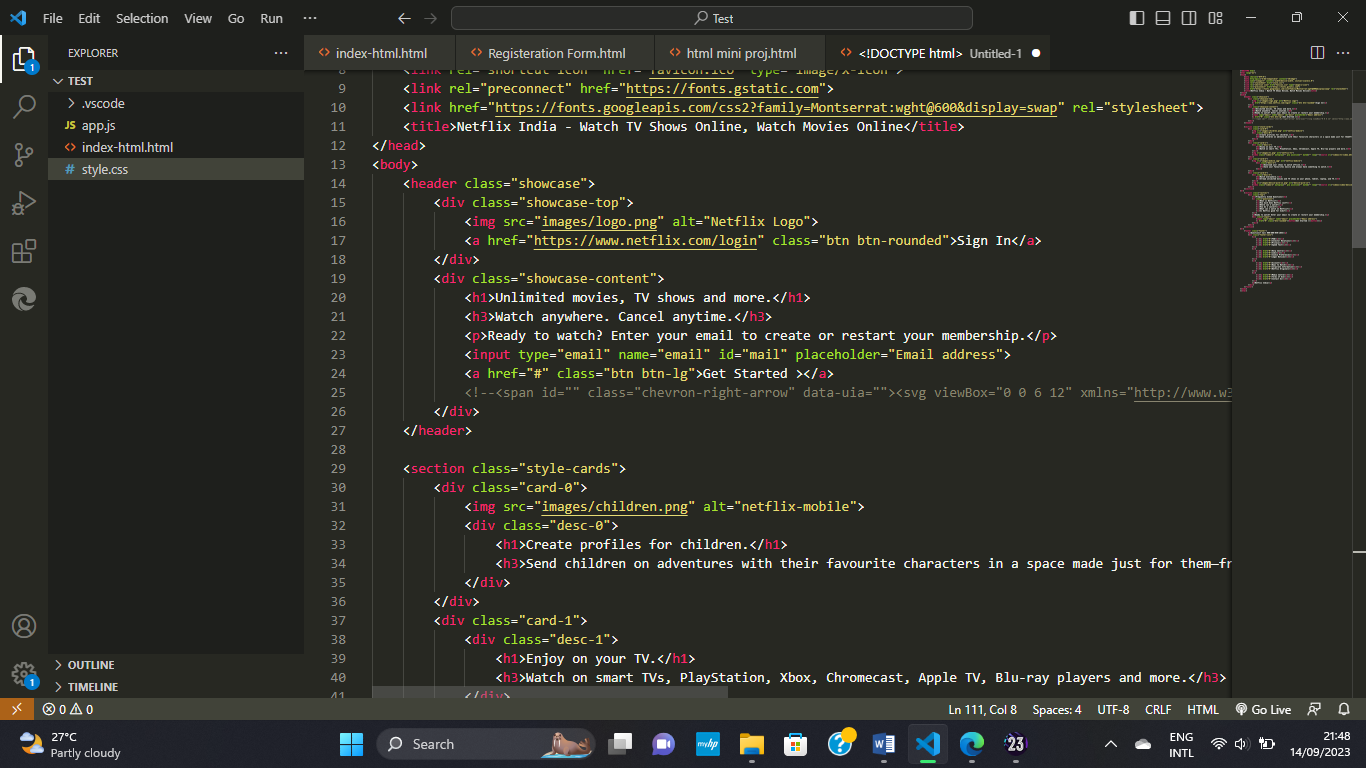 File Edit Selection View Go Run ··· Test
EXPLORER ···
index-html.html Registeration Form.html html mini proj.html <!DOCTYPE html> Untitled-1
TEST
.vscode
JS app.js
index-html.html
# style.css
OUTLINE
TIMELINE
8 <link rel="shortcut icon" href="favicon.ico" type="image/x-icon">
9 <link rel="preconnect" href="https://fonts.gstatic.com">
10 <link href="https://fonts.googleapis.com/css2?family=Montserrat:wght@600&display=swap" rel="stylesheet">
11 <title>Netflix India - Watch TV Shows Online, Watch Movies Online</title>
12 </head>
13 <body>
14 <header class="showcase">
15 <div class="showcase-top">
16 <img src="images/logo.png" alt="Netflix Logo">
17 <a href="https://www.netflix.com/login" class="btn btn-rounded">Sign In</a>
18 </div>
19 <div class="showcase-content">
20 <h1>Unlimited movies, TV shows and more.</h1>
21 <h3>Watch anywhere. Cancel anytime.</h3>
22 <p>Ready to watch? Enter your email to create or restart your membership.</p>
23 <input type="email" name="email" id="mail" placeholder="Email address">
24 <a href="#" class="btn btn-lg">Get Started ></a>
25 <!--<span id="" class="chevron-right-arrow" data-uia=""><svg viewBox="0 0 6 12" xmlns="http://www.w3
26 </div>
27 </header>
28
29 <section class="style-cards">
30 <div class="card-0">
31 <img src="images/children.png" alt="netflix-mobile">
32 <div class="desc-0">
33 <h1>Create profiles for children.</h1>
34 <h3>Send children on adventures with their favourite characters in a space made just for them—fr
35 </div>
36 </div>
37 <div class="card-1">
38 <div class="desc-1">
39 <h1>Enjoy on your TV.</h1>
40 <h3>Watch on smart TVs, PlayStation, Xbox, Chromecast, Apple TV, Blu-ray players and more.</h3>
41 </div>
0 0 Ln 111, Col 8 Spaces: 4 UTF-8 CRLF HTML Go Live
27°C
Partly cloudy
Search
myhp
23
ENG
INTL
21:48
14/09/2023
1
1